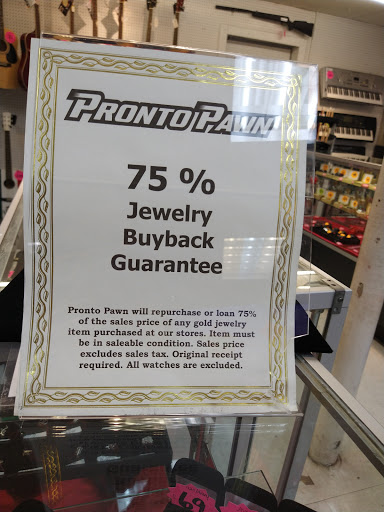 PRONTO PAWN
75 %
Jewelry
Buyback
Guarantee
Pronto Pawn will repurchase or loan 75%
of the sales price of any gold jewelry
item purchased at our stores. Item must
be in saleable condition. Sales price
excludes sales tax. Original receipt
required. All watches are excluded.
69